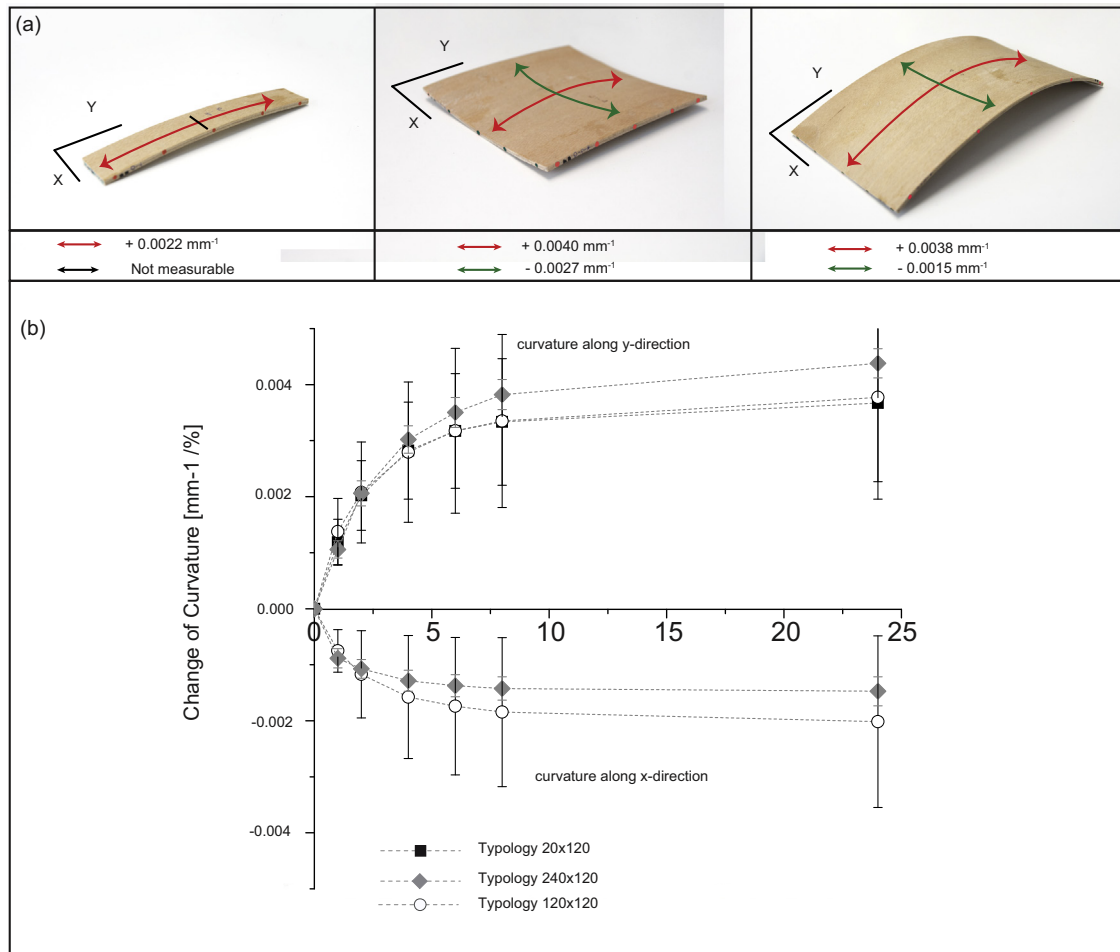 (a)
Y
X
Y
X
Y
X
+ 0.0022 mm-1
Not measurable
+ 0.0040 mm-1
- 0.0027 mm-1
+ 0.0038 mm-1
- 0.0015 mm-1
(b)
curvature along y-direction
0.004
0.002
0.000
-0.002
-0.004
0 5 10 15 20 25
Change of Curvature [mm-1 /%]
curvature along x-direction
Typology 20x120
Typology 240x120
Typology 120x120